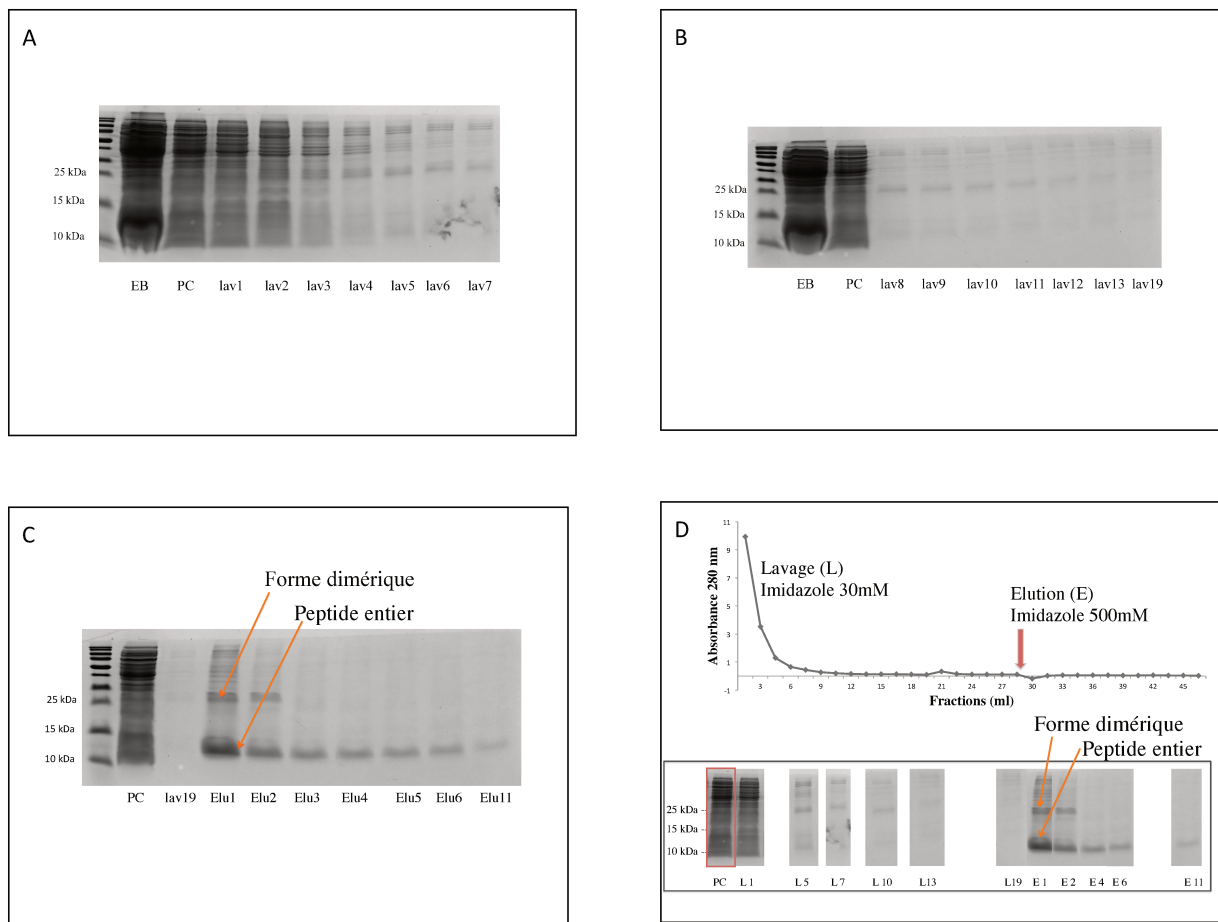 A
25 kDa
15 kDa
10 kDa
EB PC lav1 lav2 lav3 lav4 lav5 lav6 lav7
B
25 kDa
15 kDa
10 kDa
EB PC lav8 lav9 lav10 lav11 lav12 lav13 lav19
C
Forme dimérique
Peptide entier
25 kDa
15 kDa
10 kDa
PC lav19 Elu1 Elu2 Elu3 Elu4 Elu5 Elu6 Elu11
D
Absorbance 280 nm
11
9
7
5
3
1
-1
Lavage (L)
Imidazole 30mM
Elution (E)
Imidazole 500mM
3 6 9 12 15 18 21 24 27 30 33 36 39 42 45
Fractions (ml)
Forme dimérique
Peptide entier
25 kDa
15 kDa
10 kDa
PC L 1 L 5 L 7 L 10 L13 L19 E 1 E 2 E 4 E 6 E 11